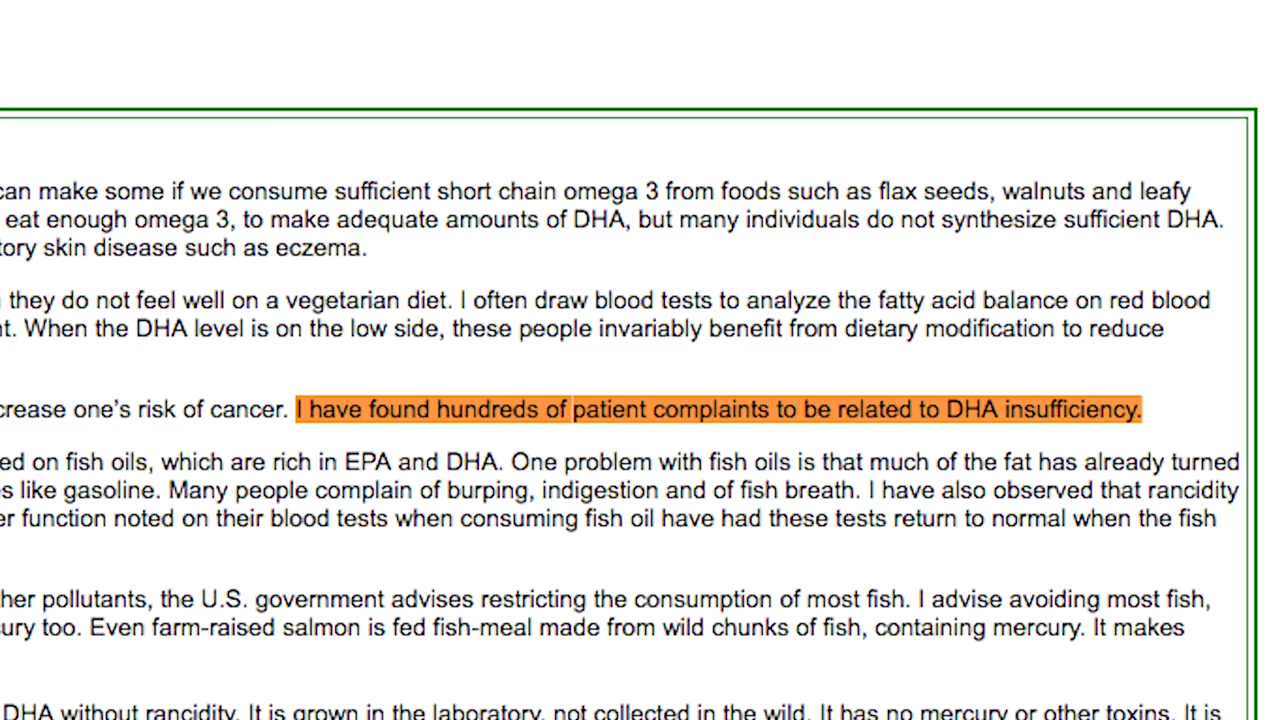 can make some if we consume sufficient short chain omega 3 from foods such as flax seeds, walnuts and leafy
eat enough omega 3, to make adequate amounts of DHA, but many individuals do not synthesize sufficient DHA.
tory skin disease such as eczema.
they do not feel well on a vegetarian diet. I often draw blood tests to analyze the fatty acid balance on red blood
nt. When the DHA level is on the low side, these people invariably benefit from dietary modification to reduce
crease one's risk of cancer. I have found hundreds of patient complaints to be related to DHA insufficiency.
ed on fish oils, which are rich in EPA and DHA. One problem with fish oils is that much of the fat has already turned
s like gasoline. Many people complain of burping, indigestion and of fish breath. I have also observed that rancidity
er function noted on their blood tests when consuming fish oil have had these tests return to normal when the fish
her pollutants, the U.S. government advises restricting the consumption of most fish. I advise avoiding most fish,
ury too. Even farm-raised salmon is fed fish-meal made from wild chunks of fish, containing mercury. It makes
DHA without rancidity. It is grown in the laboratory, not collected in the wild. It has no mercury or other toxins. It is